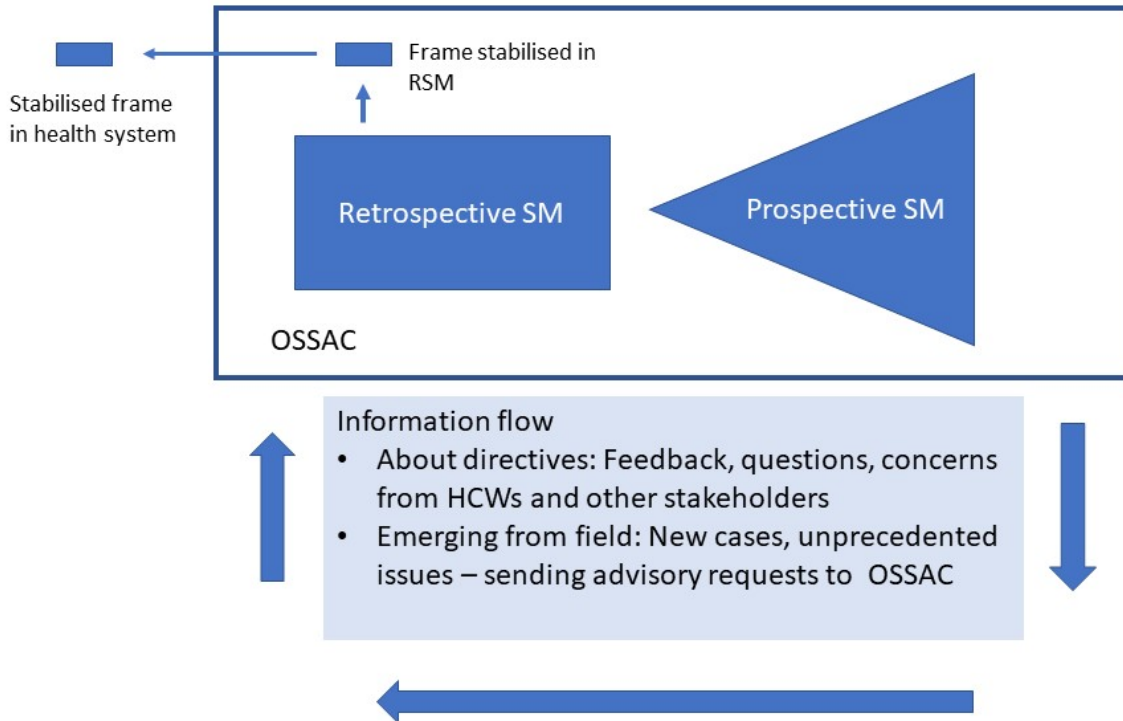 Frame stabilised in
RSM
Stabilised frame
in health system
Retrospective SM
Prospective SM
OSSAC
Information flow
• About directives: Feedback, questions, concerns
from HCWs and other stakeholders
• Emerging from field: New cases, unprecedented
issues – sending advisory requests to  OSSAC